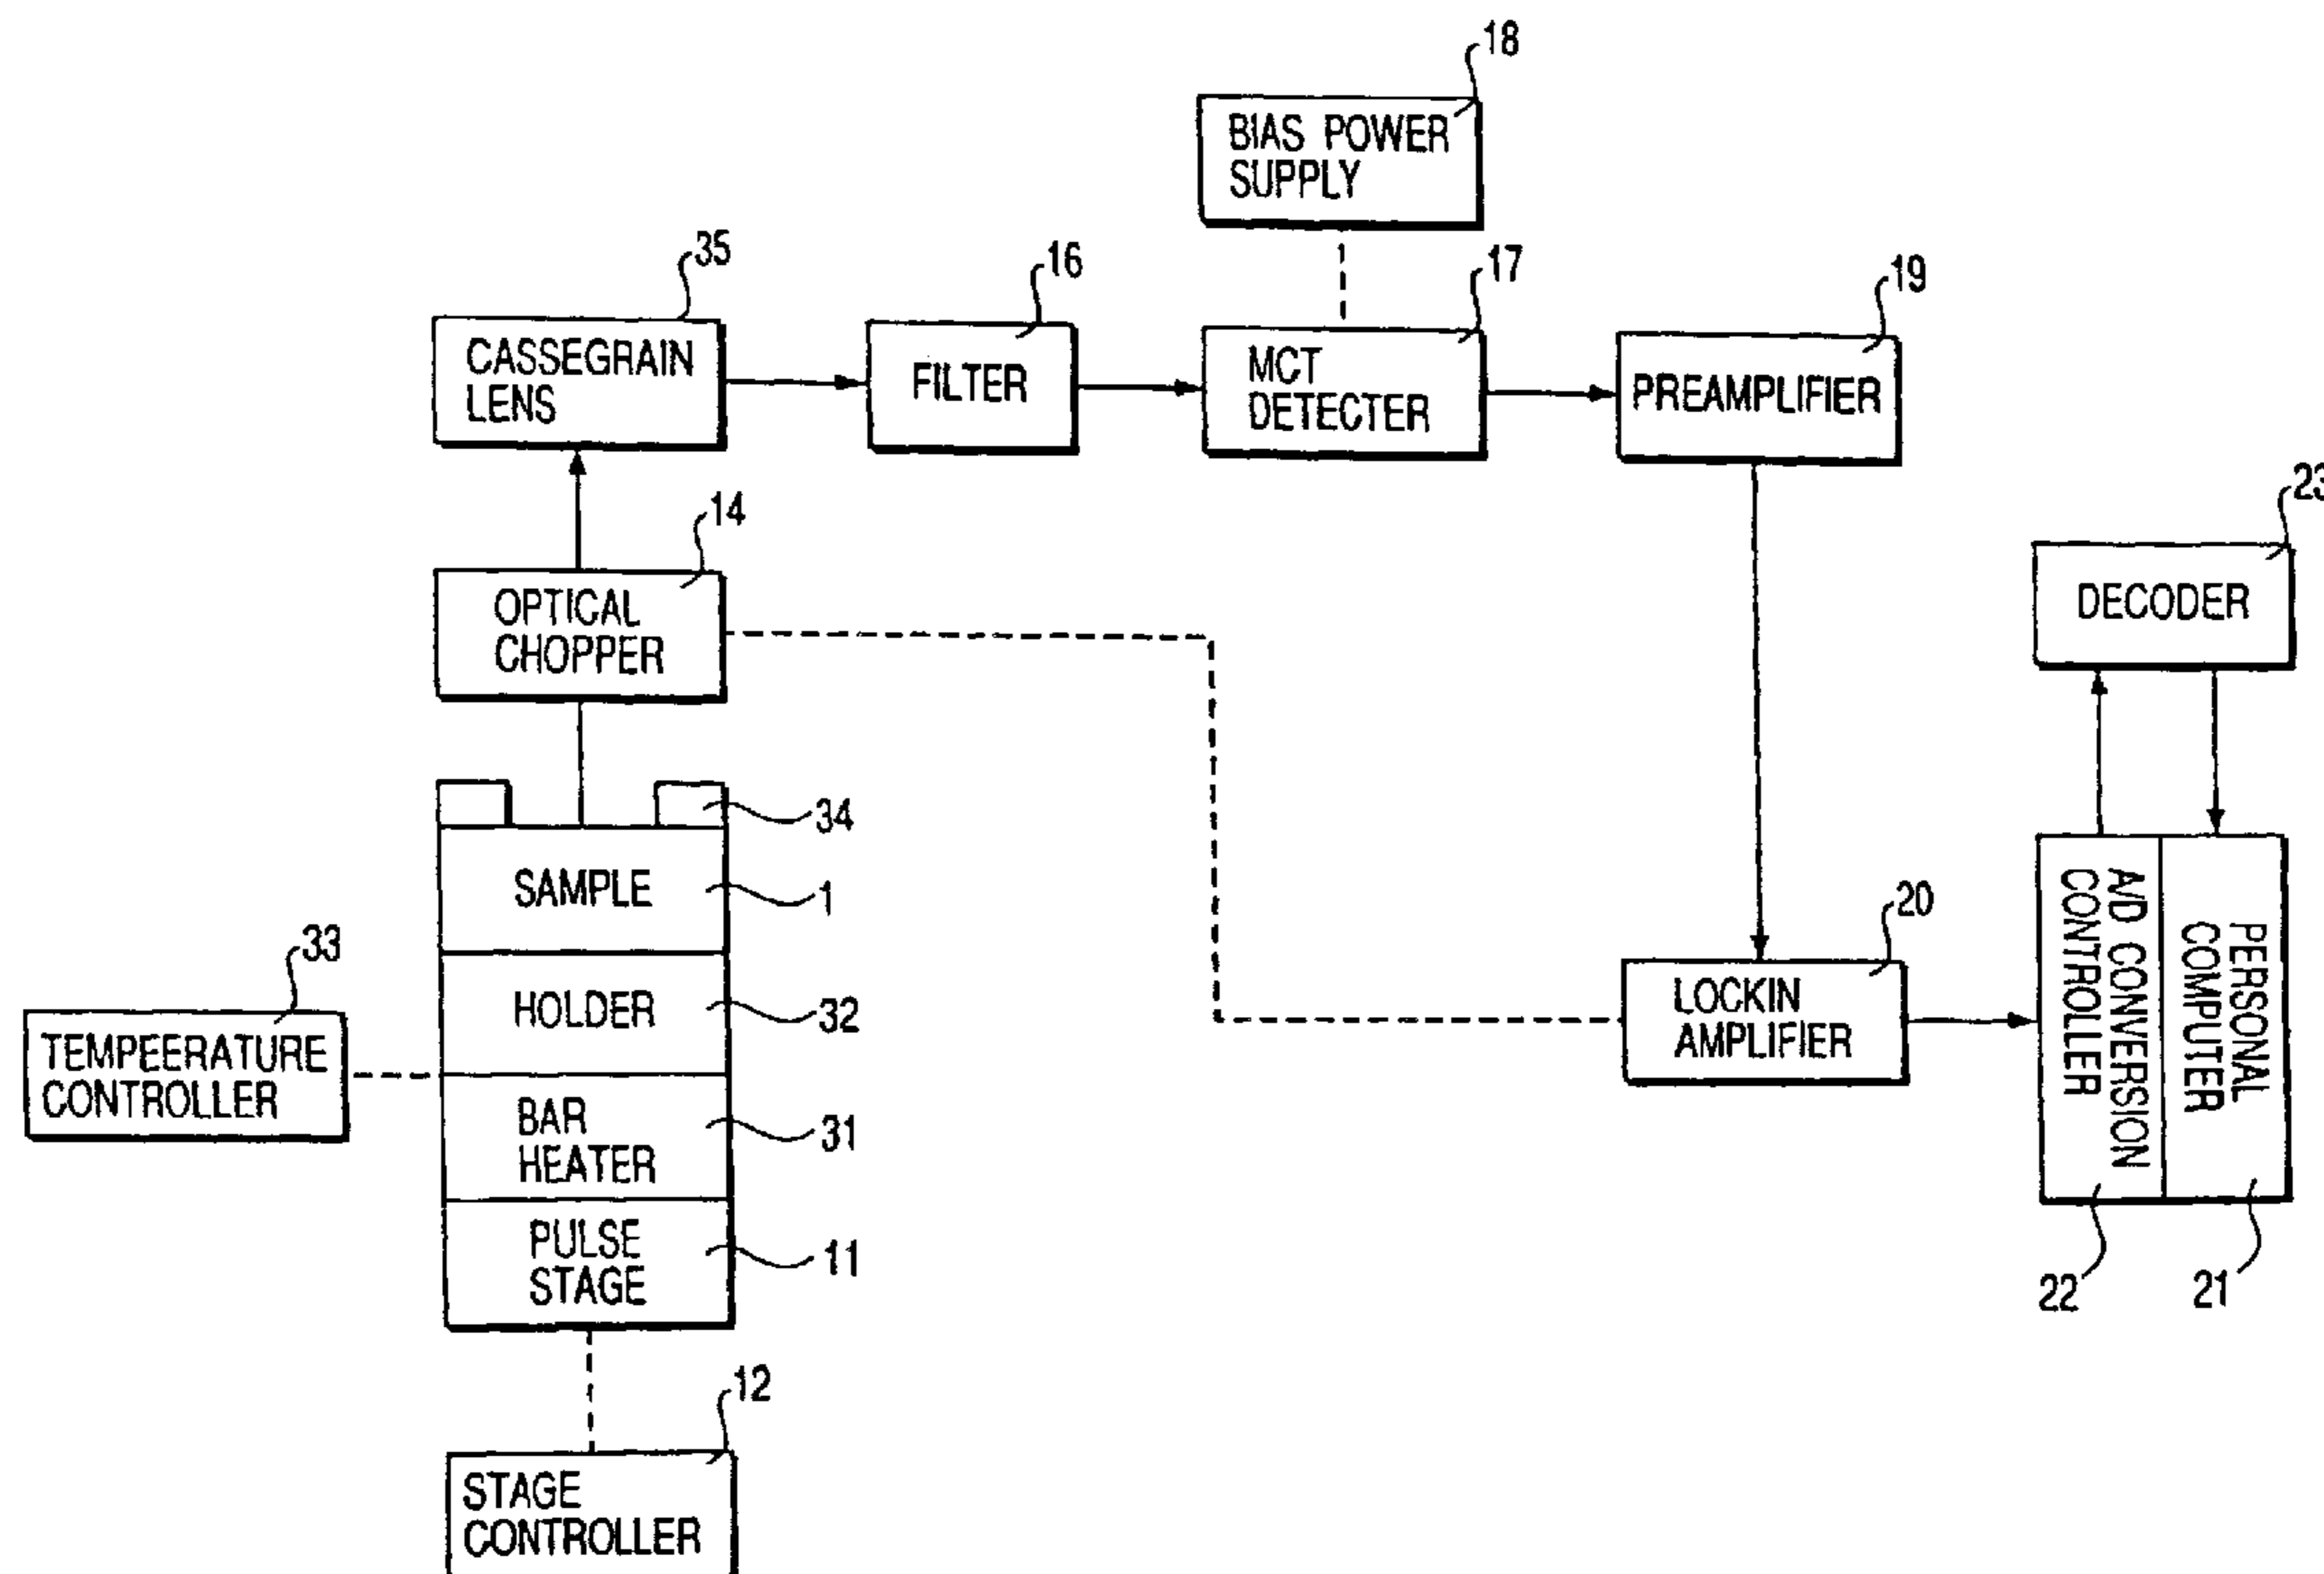 18
BIAS POWER
SUPPLY
35
CASSEGRAIN
LENS
16
FILTER
17
MCT
DETECTER
19
PREAMPLIFIER
14
OPTICAL
CHOPPER
23
DECODER
34
SAMPLE
1
33
TEMPEERATURE
CONTROLLER
HOLDER
32
BAR
HEATER
31
PULSE
STAGE
11
20
LOCKIN
AMPLIFIER
A/D CONVERSION
CONTROLLER
PERSONAL
COMPUTER
22
21
12
STAGE
CONTROLLER